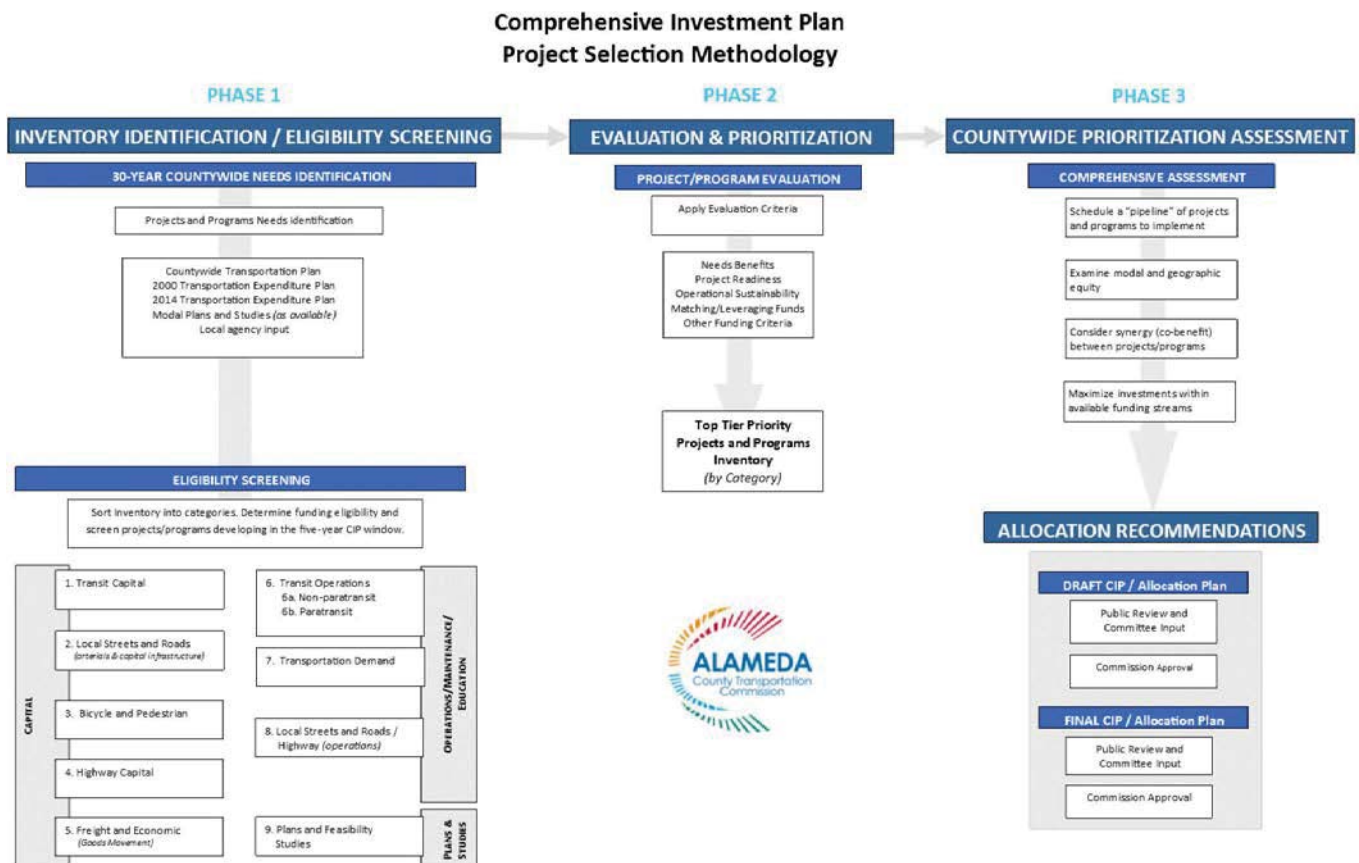 Comprehensive Investment Plan
Project Selection Methodology
PHASE 1
INVENTORY IDENTIFICATION / ELIGIBILITY SCREENING
30-YEAR COUNTYWIDE NEEDS IDENTIFICATION
Projects and Programs Needs identification
Countywide Transportation Plan
2000 Transportation Expenditure Plan
2014 Transportation Expenditure Plan
Modal Plans and Studies (as available)
Local agency input
ELIGIBILITY SCREENING
Sort Inventory into categories. Determine funding eligibility and
screen projects/programs developing in the five-year CIP window.
CAPITAL
1. Transit Capital
2. Local Streets and Roads
(arterials & capital infrastructure)
3. Bicycle and Pedestrian
4. Highway Capital
5. Freight and Economic
(Goods Movement)
6. Transit Operations
6a. Non-paratransit
6b. Paratransit
7. Transportation Demand
8. Local Streets and Roads /
Highway (operations)
OPERATIONS/MAINTENANCE/
EDUCATION
9. Plans and Feasibility
Studies
PLANS &
STUDIES
PHASE 2
EVALUATION & PRIORITIZATION
PROJECT/PROGRAM EVALUATION
Apply Evaluation Criteria
Needs Benefits
Project Readiness
Operational Sustainability
Matching/Leveraging Funds
Other Funding Criteria
Top Tier Priority
Projects and Programs
Inventory
(by Category)
ALAMEDA
County Transportation
Commission
PHASE 3
COUNTYWIDE PRIORITIZATION ASSESSMENT
COMPREHENSIVE ASSESSMENT
Schedule a "pipeline" of projects
and programs to implement
Examine modal and geographic
equity
Consider synergy (co-benefit)
between projects/programs
Maximize investments within
available funding streams
ALLOCATION RECOMMENDATIONS
DRAFT CIP / Allocation Plan
Public Review and
Committee Input
Commission Approval
FINAL CIP / Allocation Plan
Public Review and
Committee Input
Commission Approval